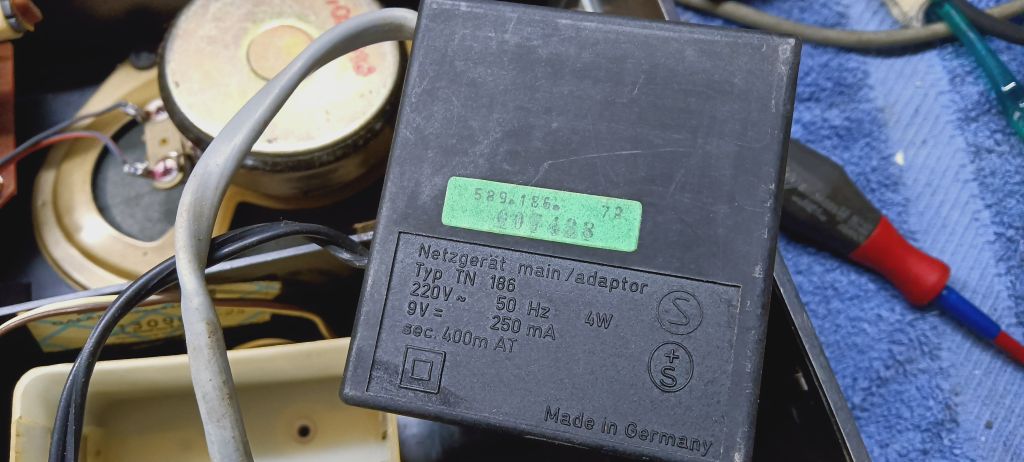 589.186. 72
Netzgerät main/adaptor
Typ TN 186
220V~ 50 Hz 4W
9V= 250 mA
sec. 400m AT
S
+
S
Made in Germany